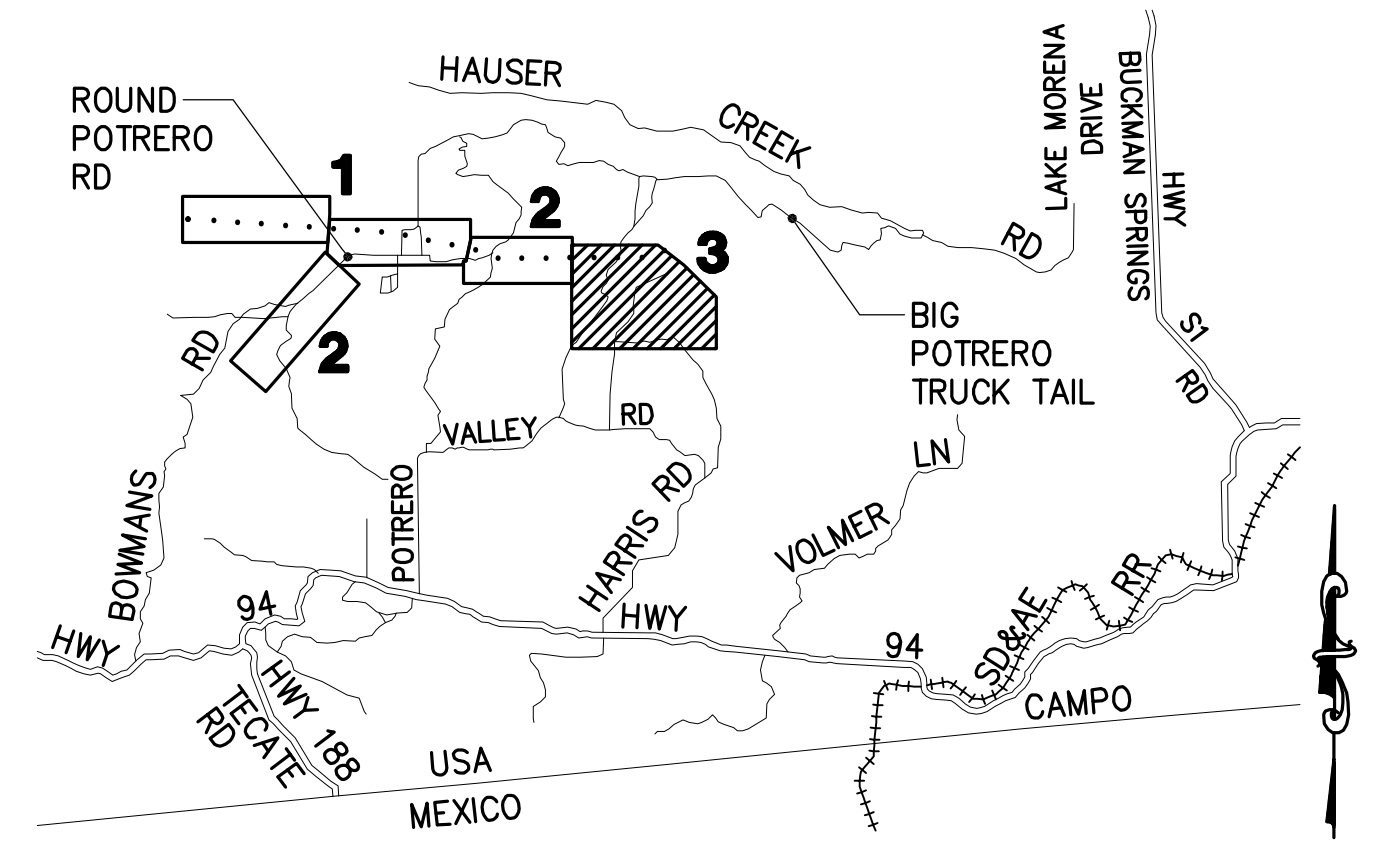 HAUSER
CREEK
RD
LAKE MORENA
DRIVE
BUCKMAN SPRINGS
HWY
S1
RD
ROUND
POTRERO
RD
1
2
3
2
BIG
POTRERO
TRUCK TAIL
RD
BOWMANS
VALLEY
RD
POTRERO
HARRIS RD
LN
VOLMER
HWY
94
HWY
94
SD&AE
RR
HWY 188
TECATE
RD
CAMPO
USA
MEXICO